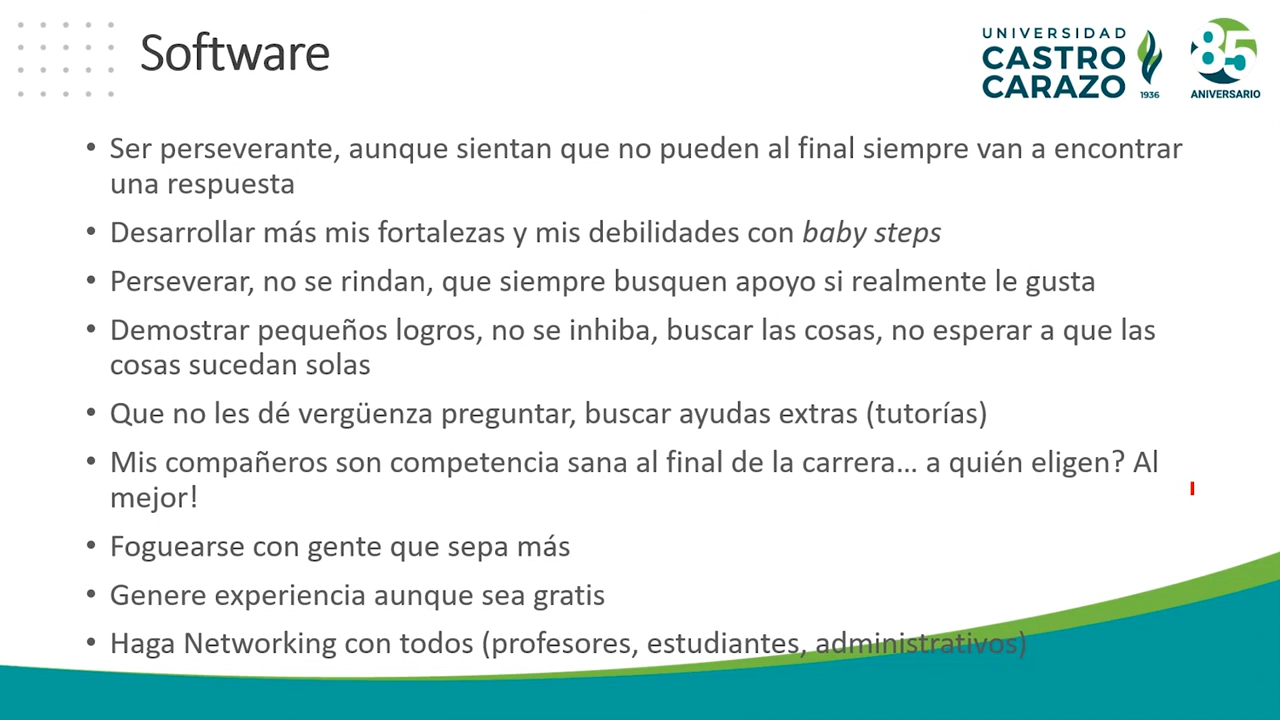 Software
UNIVERSIDAD
CASTRO
CARAZO
1936
85
ANIVERSARIO
• Ser perseverante, aunque sientan que no pueden al final siempre van a encontrar
una respuesta
• Desarrollar más mis fortalezas y mis debilidades con baby steps
• Perseverar, no se rindan, que siempre busquen apoyo si realmente le gusta
• Demostrar pequeños logros, no se inhiba, buscar las cosas, no esperar a que las
cosas sucedan solas
• Que no les dé vergüenza preguntar, buscar ayudas extras (tutorías)
• Mis compañeros son competencia sana al final de la carrera… a quién eligen? Al
mejor!
• Foguearse con gente que sepa más
• Genere experiencia aunque sea gratis
• Haga Networking con todos (profesores, estudiantes, administrativos)